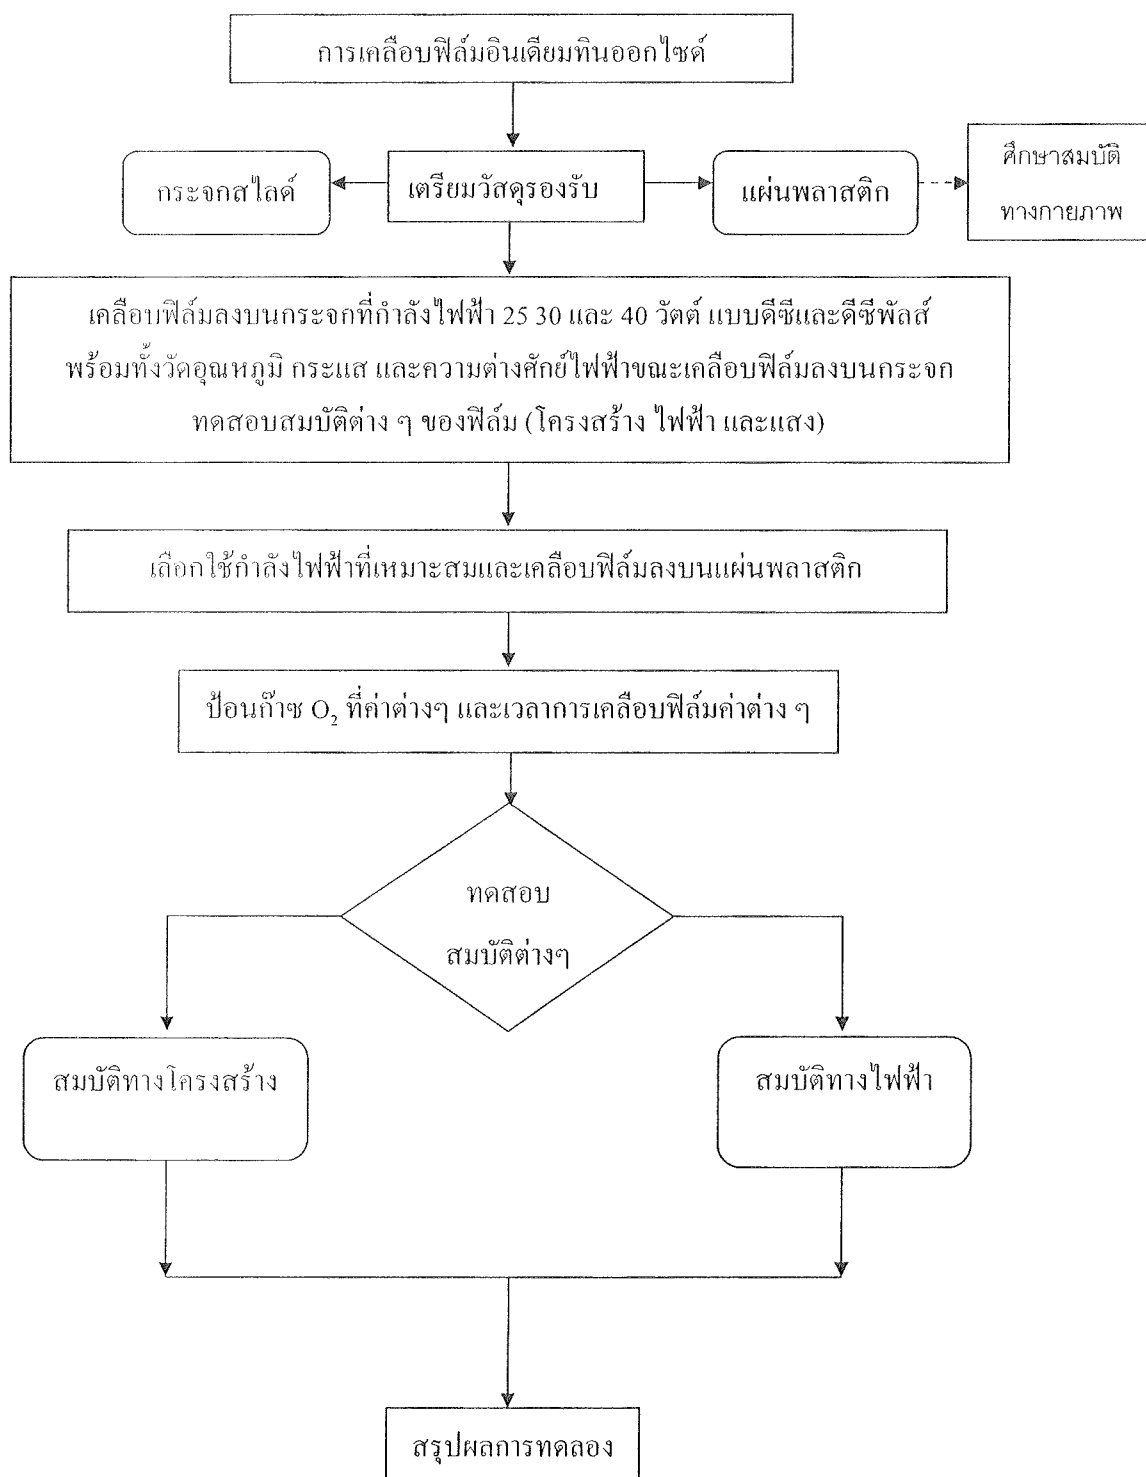 การเคลือบฟิล์มอินเดียมทินออกไซด์
กระจกสไลด์
เตรียมวัสดุรองรับ
แผ่นพลาสติก
ศึกษาสมบัติ
ทางกายภาพ
เคลือบฟิล์มลงบนกระจกที่กำลังไฟฟ้า 25 30 และ 40 วัตต์ แบบดีซีและดีซีพัลส์
พร้อมทั้งวัดอุณหภูมิ กระแส และความต่างศักย์ไฟฟ้าขณะเคลือบฟิล์มลงบนกระจก
ทดสอบสมบัติต่าง ๆ ของฟิล์ม (โครงสร้าง ไฟฟ้า และแสง)
เลือกใช้กำลังไฟฟ้าที่เหมาะสมและเคลือบฟิล์มลงบนแผ่นพลาสติก
ป้อนก๊าซ O₂ ที่ค่าต่างๆ และเวลาการเคลือบฟิล์มค่าต่าง ๆ
ทดสอบ
สมบัติต่างๆ
สมบัติทางโครงสร้าง
สมบัติทางไฟฟ้า
สรุปผลการทดลอง